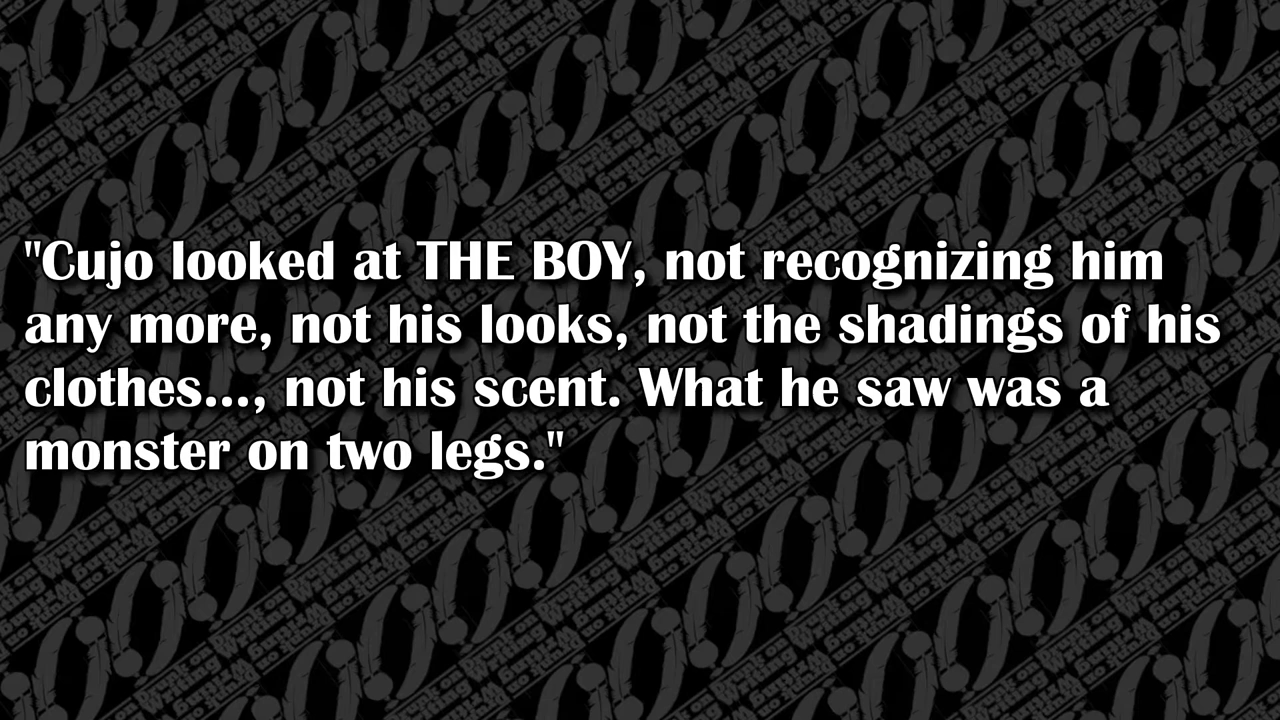 "Cujo looked at THE BOY, not recognizing him
any more, not his looks, not the shadings of his
clothes..., not his scent. What he saw was a
monster on two legs."